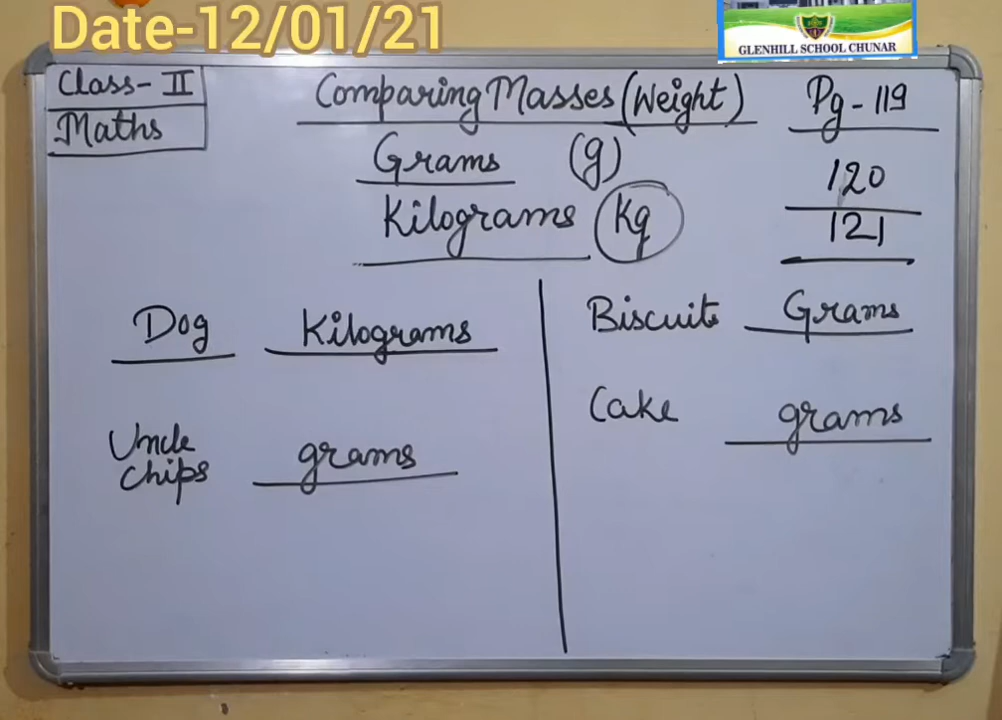 Date-12/01/21
GLENHILL SCHOOL CHUNAR
Class- II
Maths
Comparing Masses (Weight)
Pg - 119
120
121
Grams (g)
Kilograms (Kg)
Dog Kilograms
Uncle
Chips grams
Biscuits Grams
Cake grams